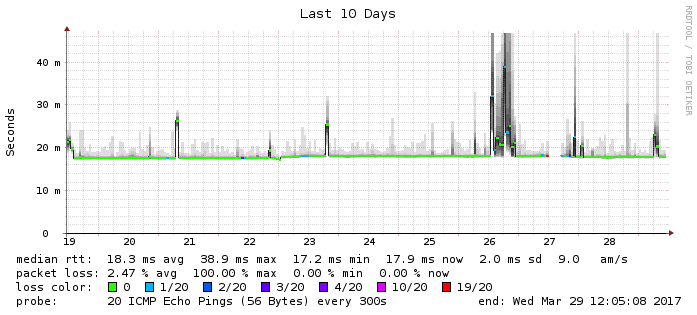 Last 10 Days
RRDTOOL / TOBI OETIKER
Seconds
40 m
30 m
20 m
10 m
0
19 20 21 22 23 24 25 26 27 28
median rtt: 18.3 ms avg 38.9 ms max 17.2 ms min 17.9 ms now 2.0 ms sd 9.0 am/s
packet loss: 2.47 % avg 100.00 % max 0.00 % min 0.00 % now
loss color: 0 1/20 2/20 3/20 4/20 10/20 19/20
probe: 20 ICMP Echo Pings (56 Bytes) every 300s end: Wed Mar 29 12:05:08 2017